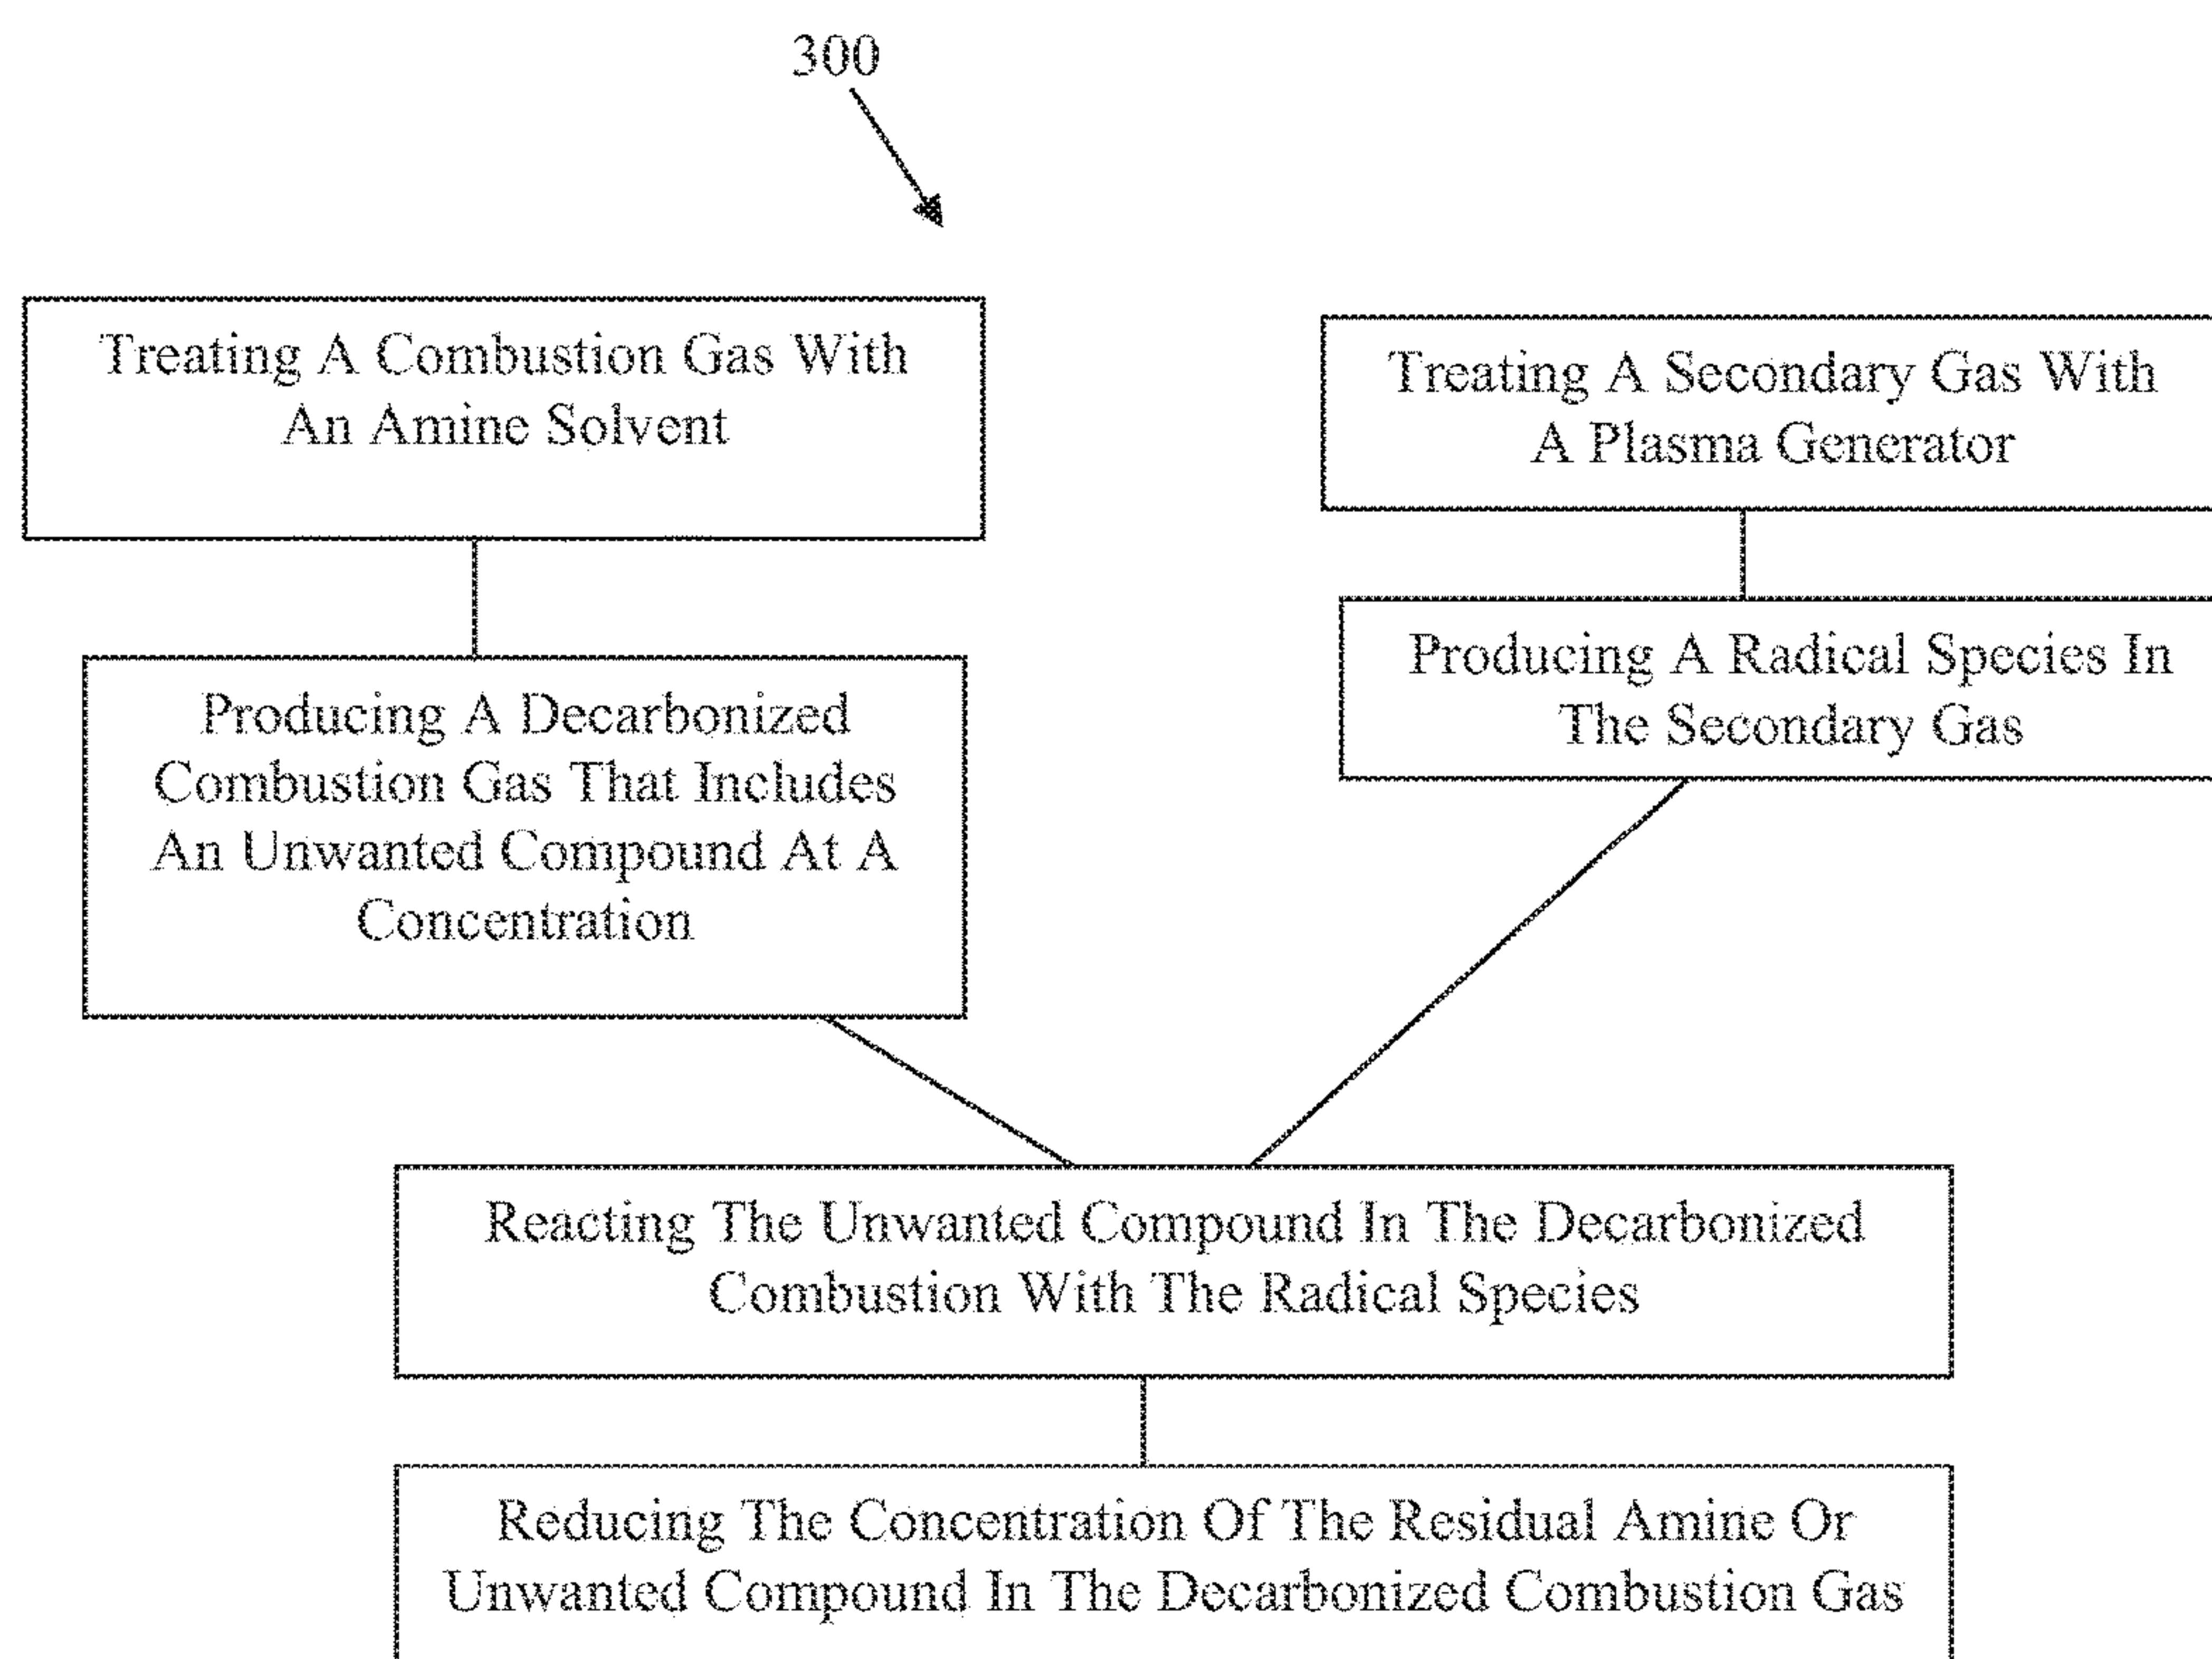 300
Treating A Combustion Gas With
An Amine Solvent
Treating A Secondary Gas With
A Plasma Generator
Producing A Decarbonized
Combustion Gas That Includes
An Unwanted Compound At A
Concentration
Producing A Radical Species In
The Secondary Gas
Reacting The Unwanted Compound In The Decarbonized
Combustion With The Radical Species
Reducing The Concentration Of The Residual Amine Or
Unwanted Compound In The Decarbonized Combustion Gas